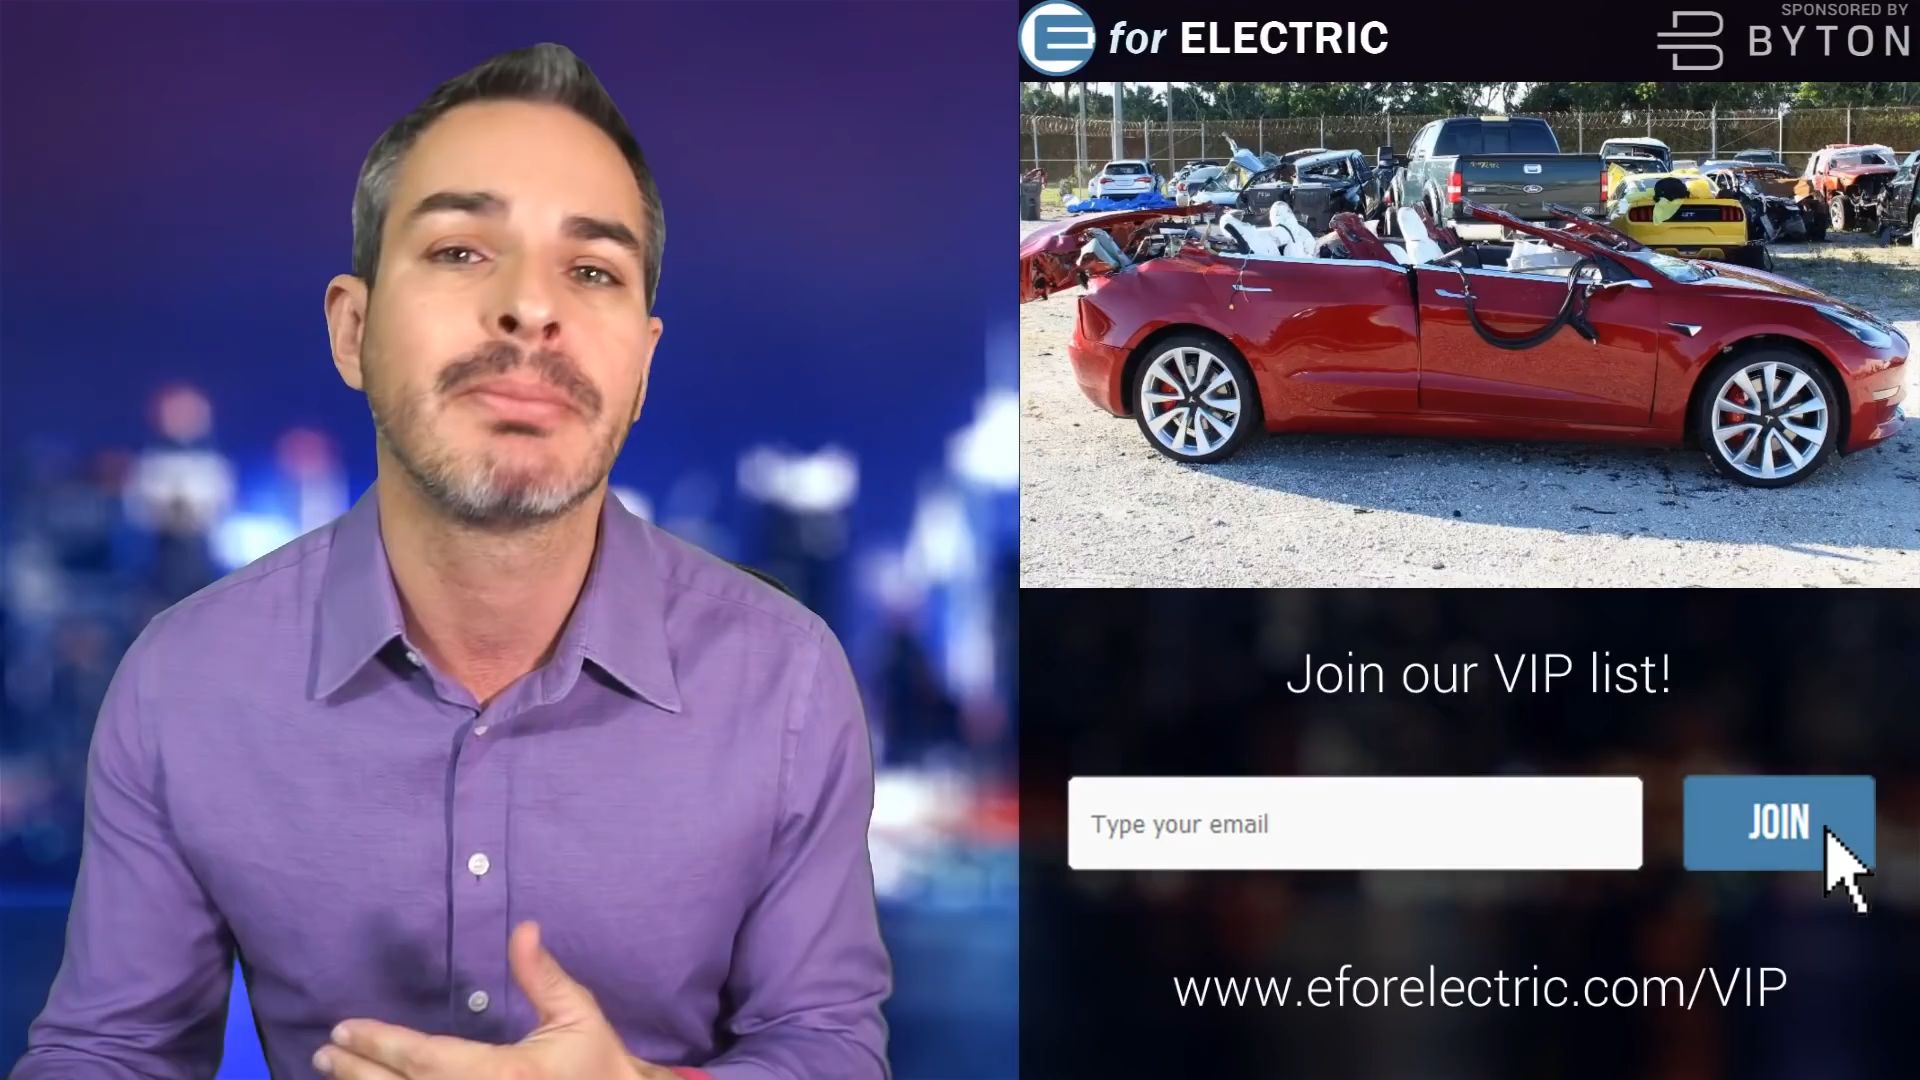 E for ELECTRIC
SPONSORED BY
BYTON
Join our VIP list!
Type your email
JOIN
www.eforelectric.com/VIP